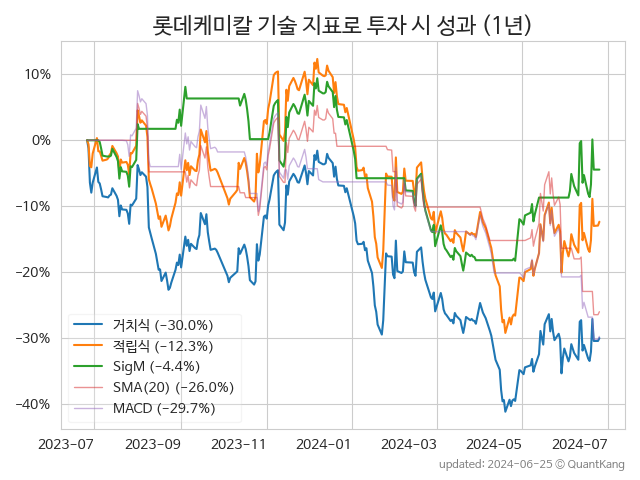 롯데케미칼 기술 지표로 투자 시 성과 (1년)
10%
0%
−10%
−20%
−30%
−40%
거치식 (−30.0%)
적립식 (−12.3%)
SigM (−4.4%)
SMA(20) (−26.0%)
MACD (−29.7%)
2023-07
2023-09
2023-11
2024-01
2024-03
2024-05
2024-07
updated: 2024-06-25 © QuantKang